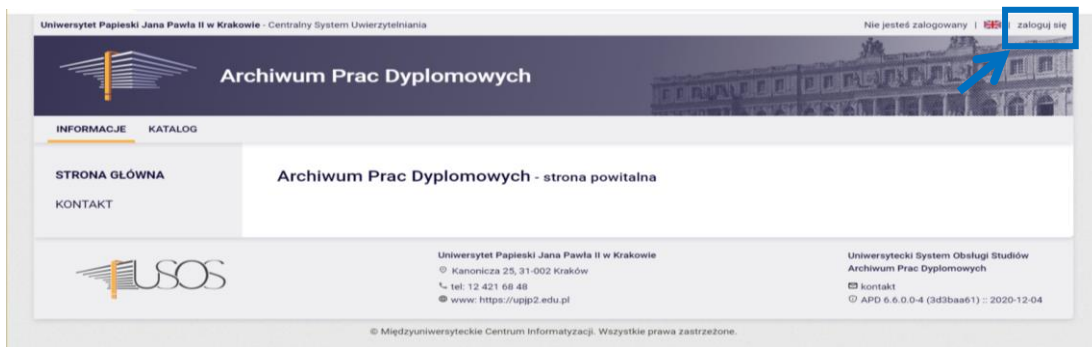 Uniwersytet Papieski Jana Pawła II w Krakowie - Centralny System Uwierzytelniania
Nie jesteś zalogowany | | zaloguj się
Archiwum Prac Dyplomowych
INFORMACJE KATALOG
STRONA GŁÓWNA
KONTAKT
Archiwum Prac Dyplomowych - strona powitalna
USOS
Uniwersytet Papieski Jana Pawła II w Krakowie
Kanonicza 25, 31-002 Kraków
tel: 12 421 68 48
www: https://upjp2.edu.pl
Uniwersytecki System Obsługi Studiów
Archiwum Prac Dyplomowych
kontakt
APD 6.6.0.0-4 (3d3baa61) :: 2020-12-04
© Międzyuniwersyteckie Centrum Informatyzacji. Wszystkie prawa zastrzeżone.